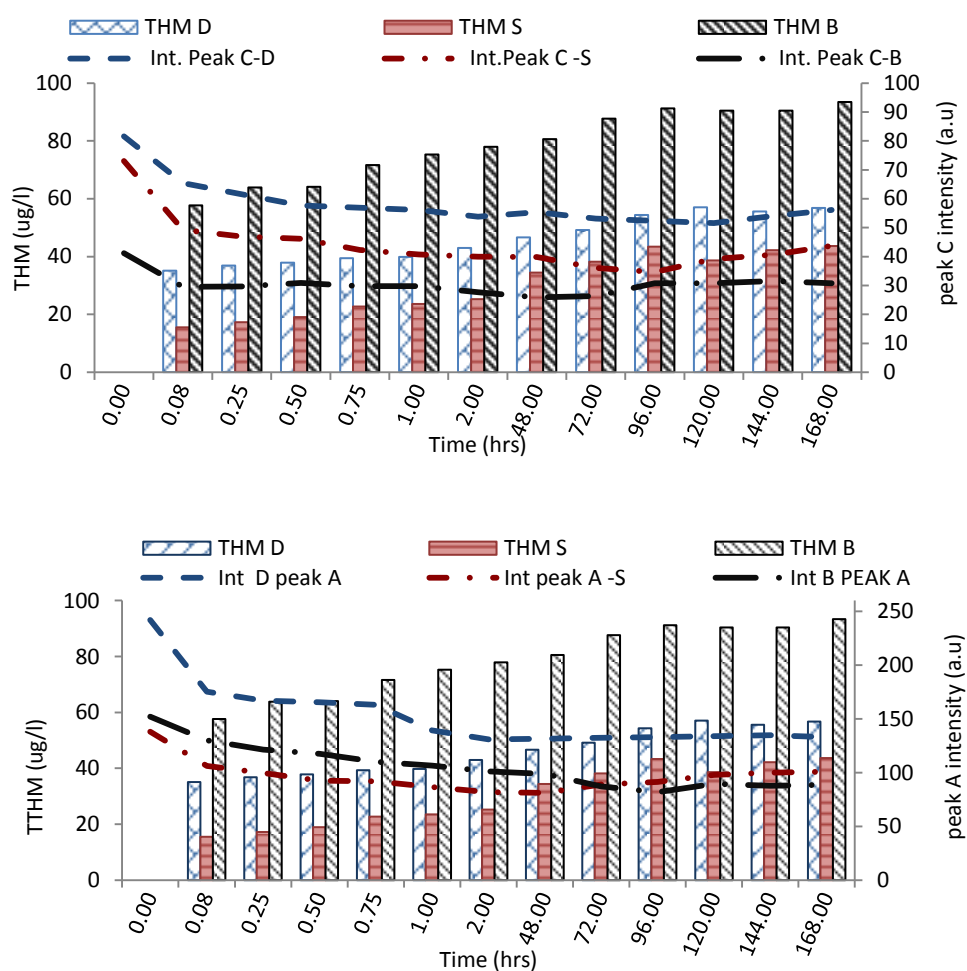 THM D THM S THM B
Int. Peak C-D Int.Peak C -S Int.Peak C-B
100 100
90
80 80
70
60 60
50
40 40
30
20 20
10
0 0
THM (ug/l)
peak C intensity (a.u)
0.00 0.08 0.25 0.50 0.75 1.00 2.00 48.00 72.00 96.00 120.00 144.00 168.00
Time (hrs)
THM D THM S THM B
Int D peak A Int peak A -S Int B PEAK A
100 250
80 200
60 150
40 100
20 50
0 0
TTHM (ug/l)
peak A intensity (a.u)
0.00 0.08 0.25 0.50 0.75 1.00 2.00 48.00 72.00 96.00 120.00 144.00 168.00
Time (hrs)